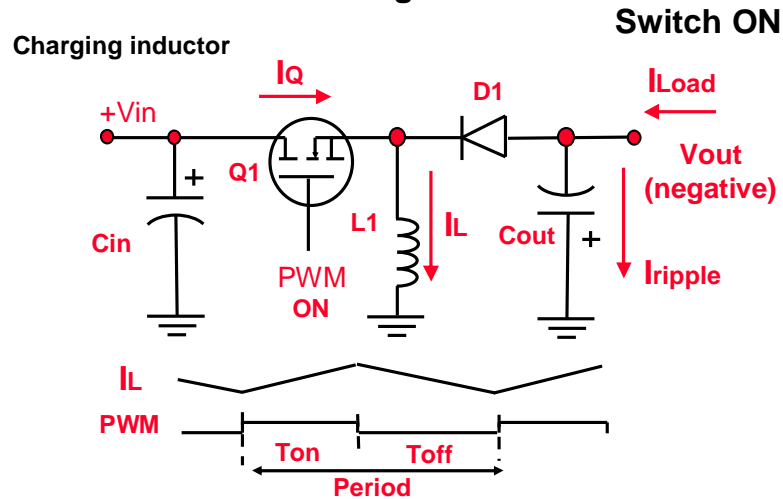 Switch ON
Charging inductor
IQ
D1
ILoad
+Vin
Q1
Vout
(negative)
+
Cin
L1
IL
Cout
+
Iripple
PWM
ON
IL
PWM
Ton
Toff
Period